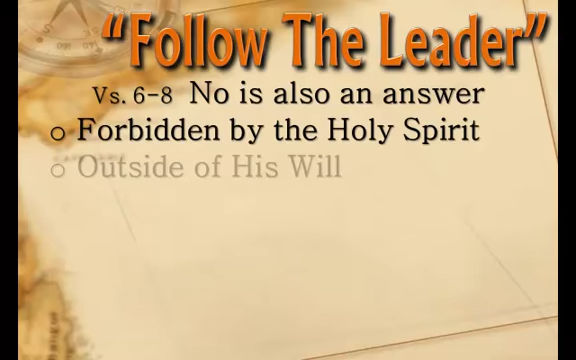 “Follow The Leader”
Vs. 6-8 No is also an answer
o Forbidden by the Holy Spirit
o Outside of His Will